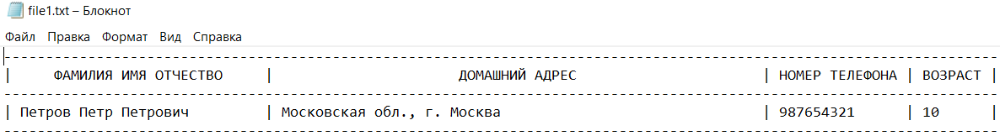 file1.txt – Блокнот
Файл Правка Формат Вид Справка
----------------------------------------------------------------------------------------------------------------------
|     ФАМИЛИЯ ИМЯ ОТЧЕСТВО     |                      ДОМАШНИЙ АДРЕС                      | НОМЕР ТЕЛЕФОНА | ВОЗРАСТ |
----------------------------------------------------------------------------------------------------------------------
| Петров Петр Петрович         | Московская обл., г. Москва                               | 987654321      | 10      |
----------------------------------------------------------------------------------------------------------------------